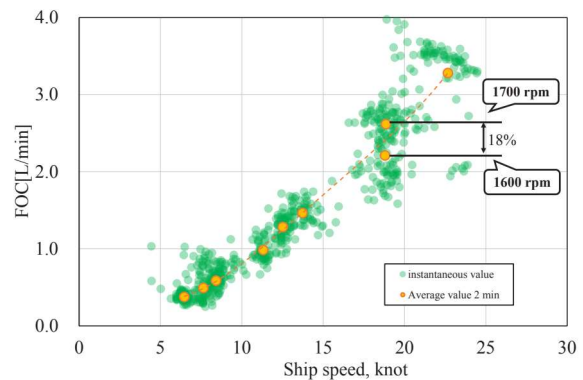 4.0
3.0
2.0
1.0
0.0
FOC[L/min]
1700 rpm
18%
1600 rpm
instantaneous value
Average value 2 min
0 5 10 15 20 25 30
Ship speed, knot